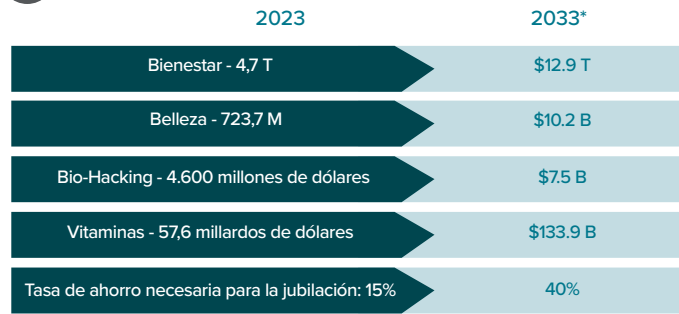 2023 2033*
Bienestar - 4,7 T $12.9 T
Belleza - 723,7 M $10.2 B
Bio-Hacking - 4.600 millones de dólares $7.5 B
Vitaminas - 57,6 millardos de dólares $133.9 B
Tasa de ahorro necesaria para la jubilación: 15% 40%